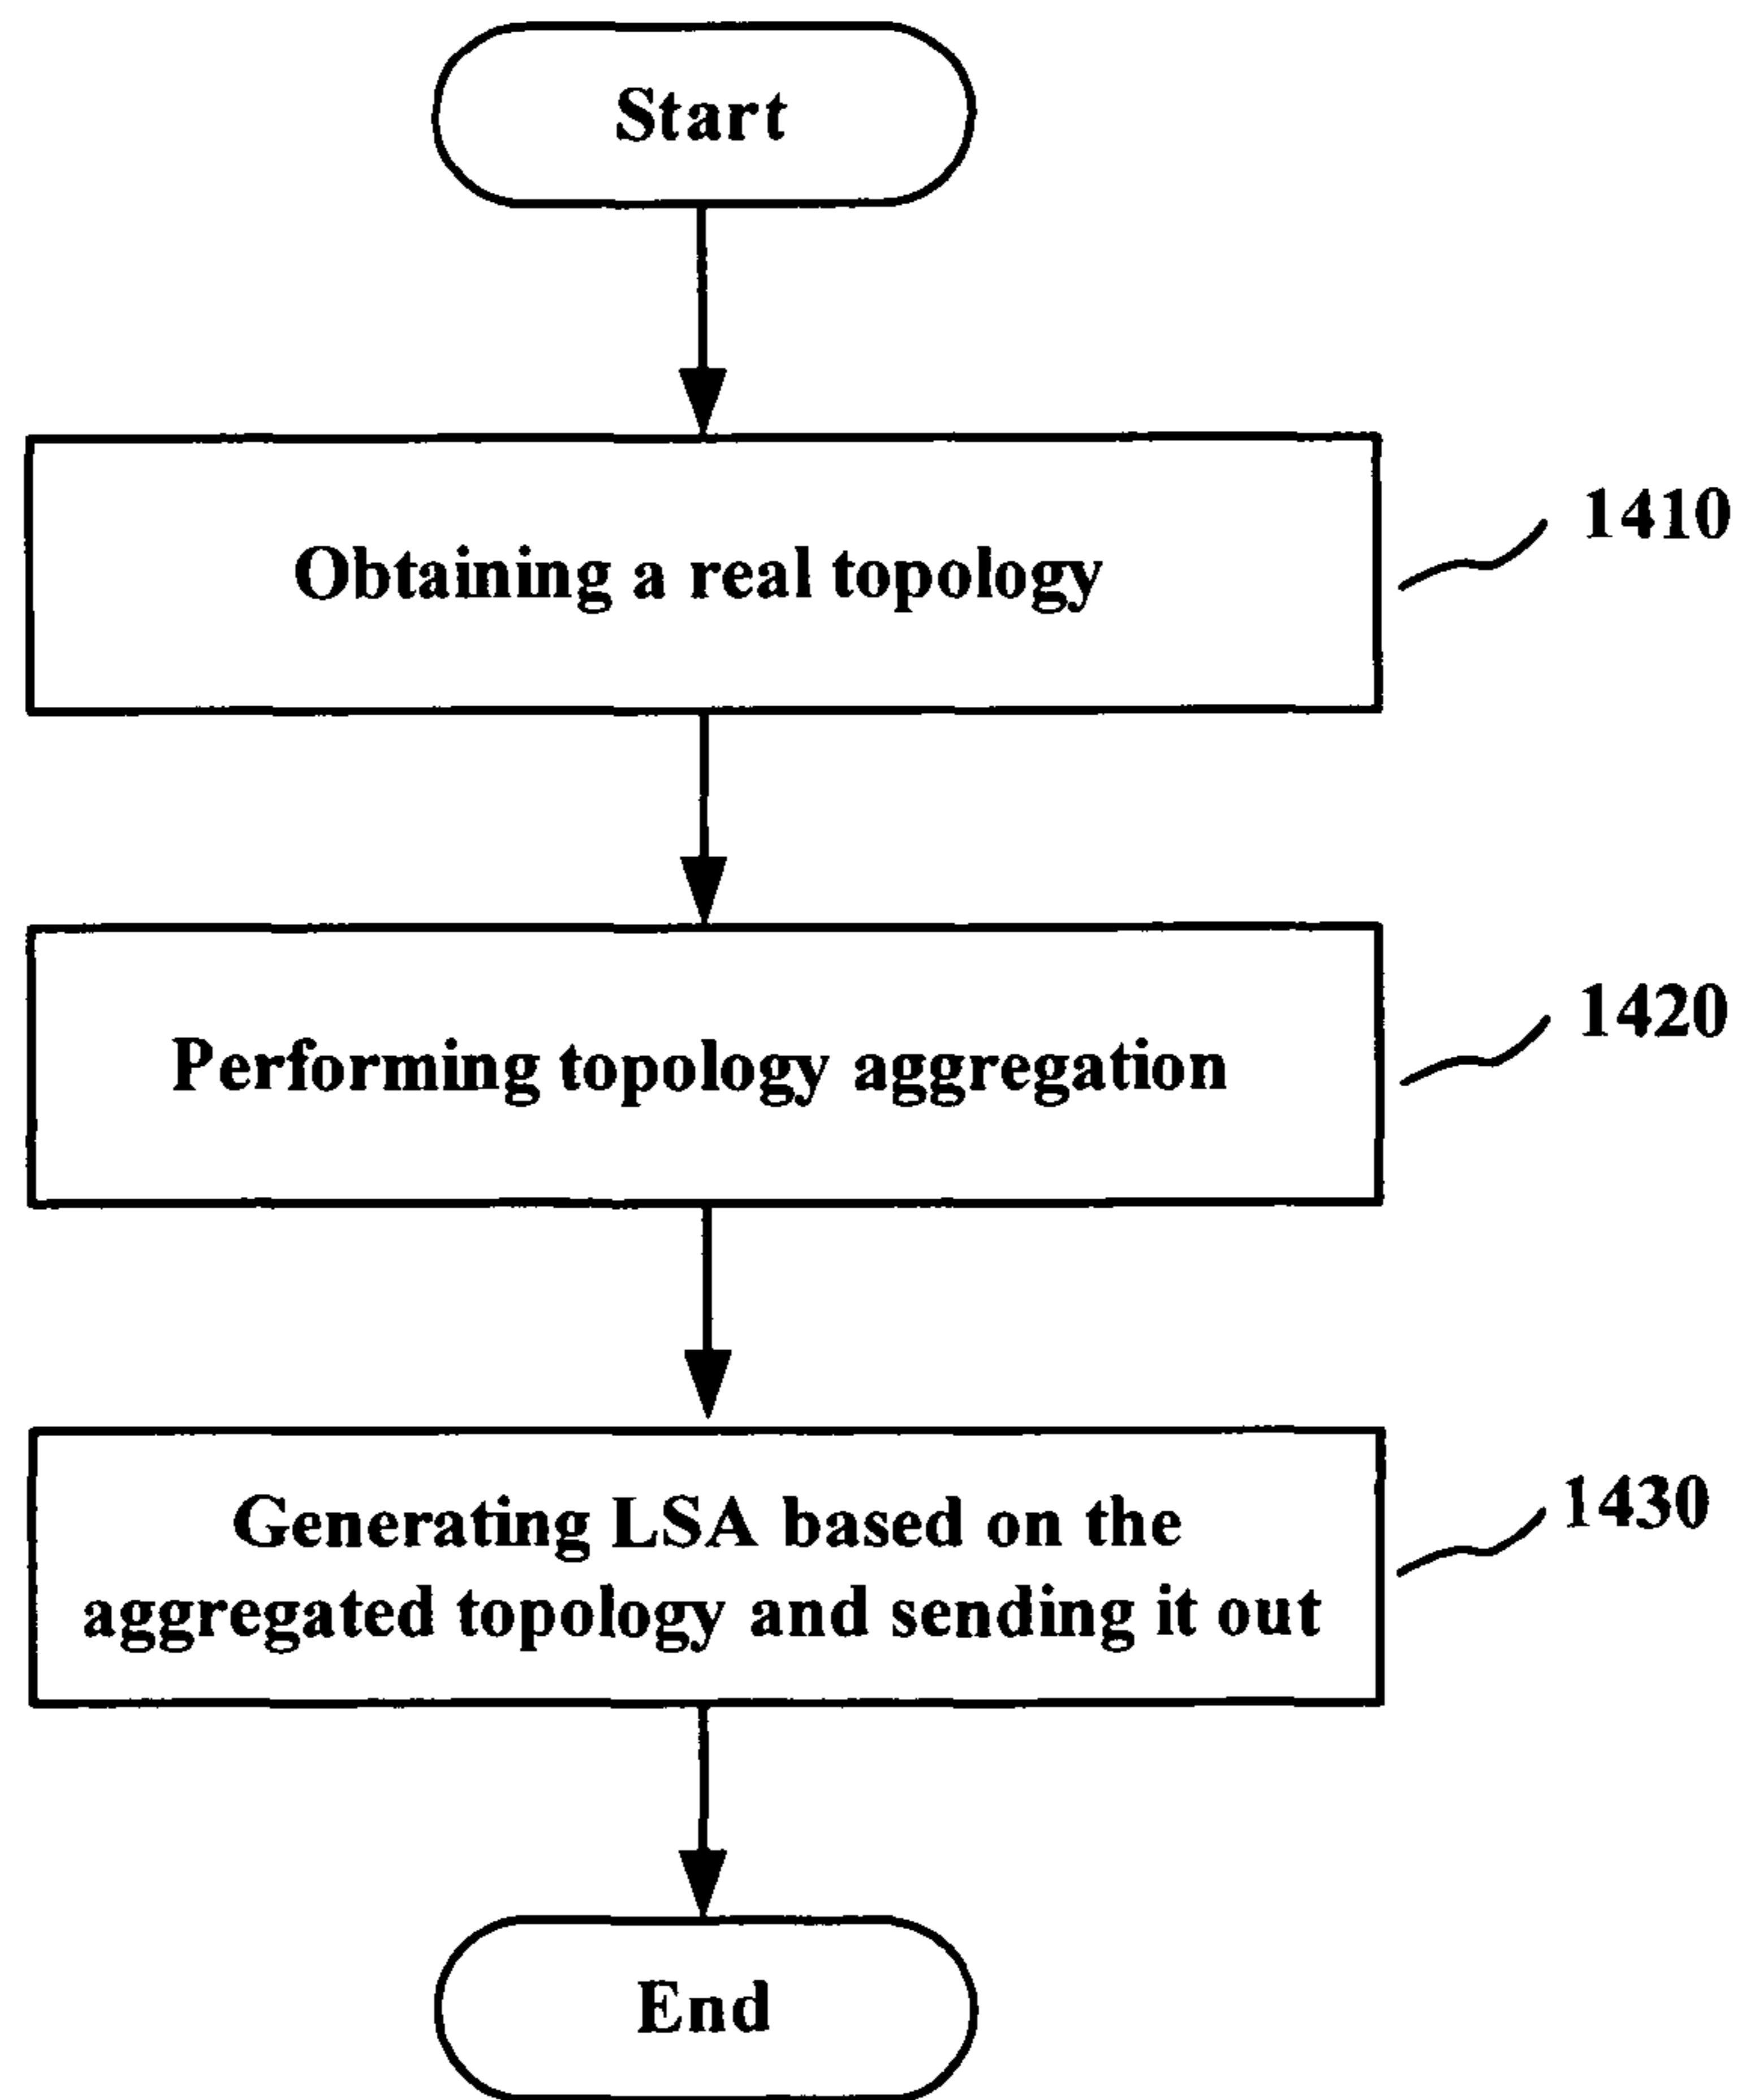 Start
Obtaining a real topology
1410
Performing topology aggregation
1420
Generating LSA based on the
aggregated topology and sending it out
1430
End